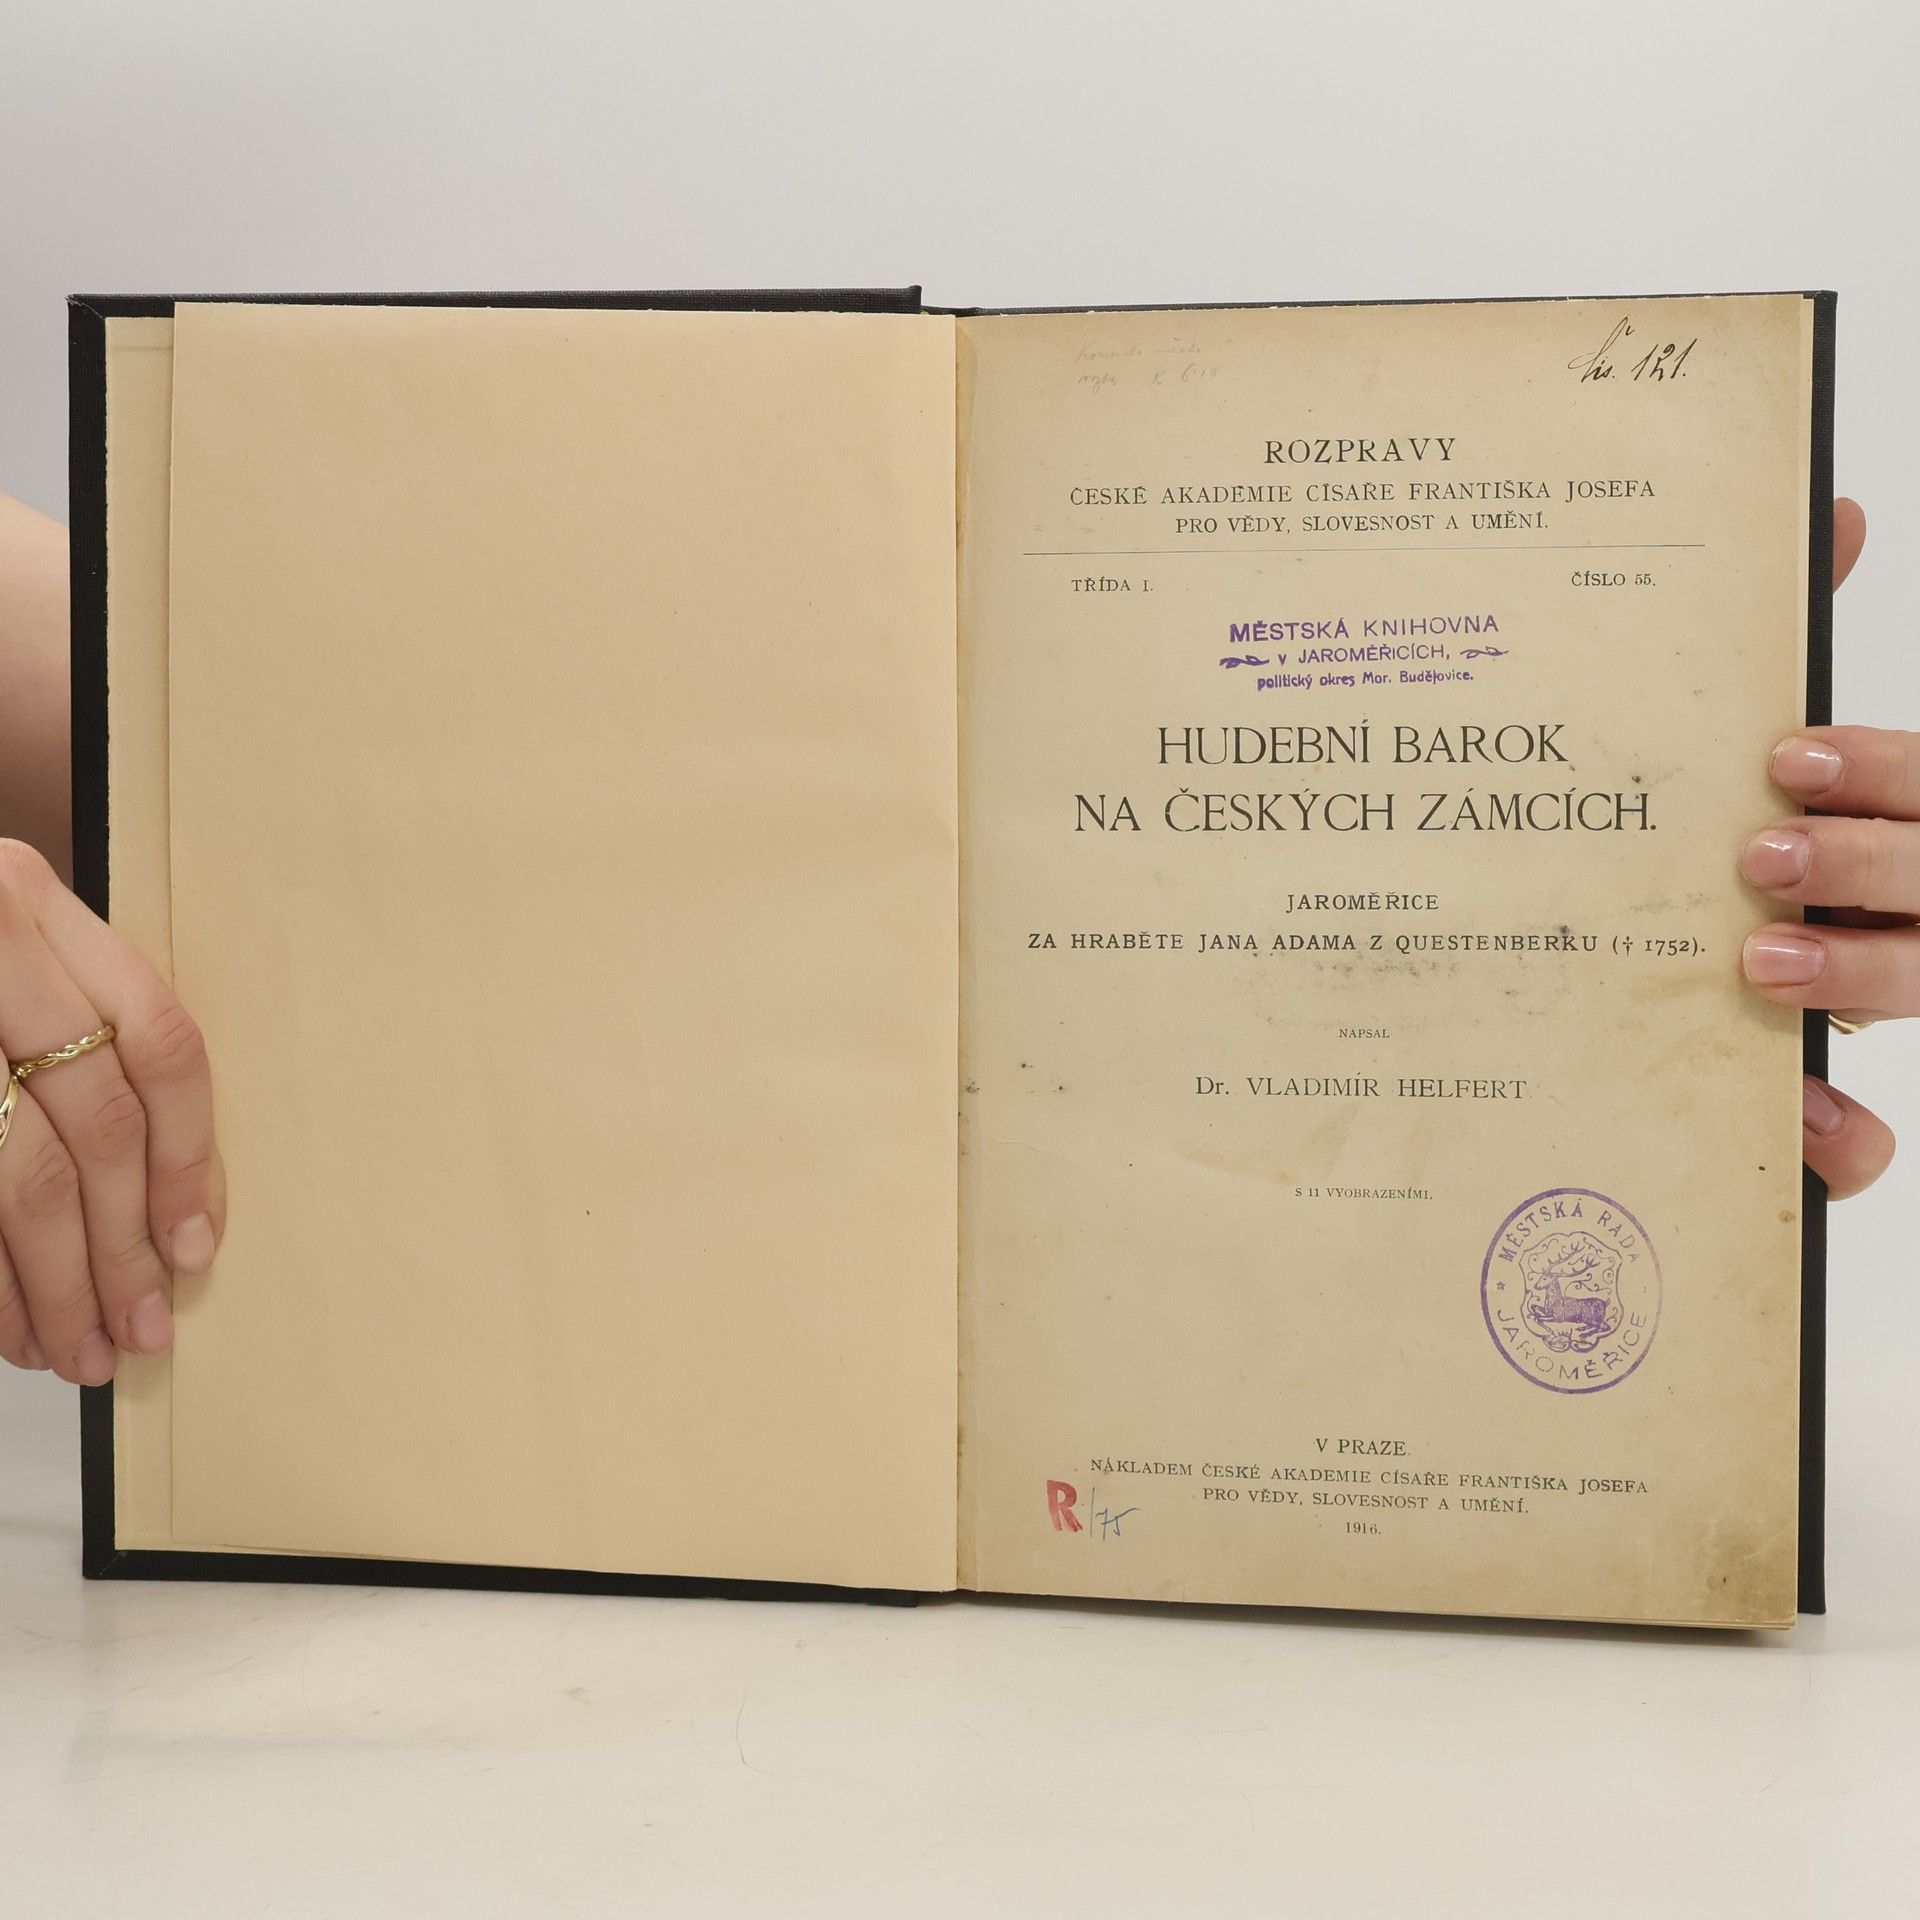 Čís. 121.
ROZPRAVY
ČESKÉ AKADEMIE CÍSAŘE FRANTIŠKA JOSEFA
PRO VĚDY, SLOVESNOST A UMĚNÍ.
TŘÍDA I.
ČÍSLO 55.
MĚSTSKÁ KNIHOVNA
v JAROMĚŘICÍCH,
politický okres Mor. Budějovice.
HUDEBNÍ BAROK
NA ČESKÝCH ZÁMCÍCH.
JAROMĚŘICE
ZA HRABĚTE JANA ADAMA Z QUESTENBERKU († 1752).
NAPSAL
Dr. VLADIMÍR HELFERT
S 11 VYOBRAZENÍMI.
MĚSTSKÁ RADA
JAROMĚŘICE
V PRAZE.
NÁKLADEM ČESKÉ AKADEMIE CÍSAŘE FRANTIŠKA JOSEFA
PRO VĚDY, SLOVESNOST A UMĚNÍ.
R/75
1916.